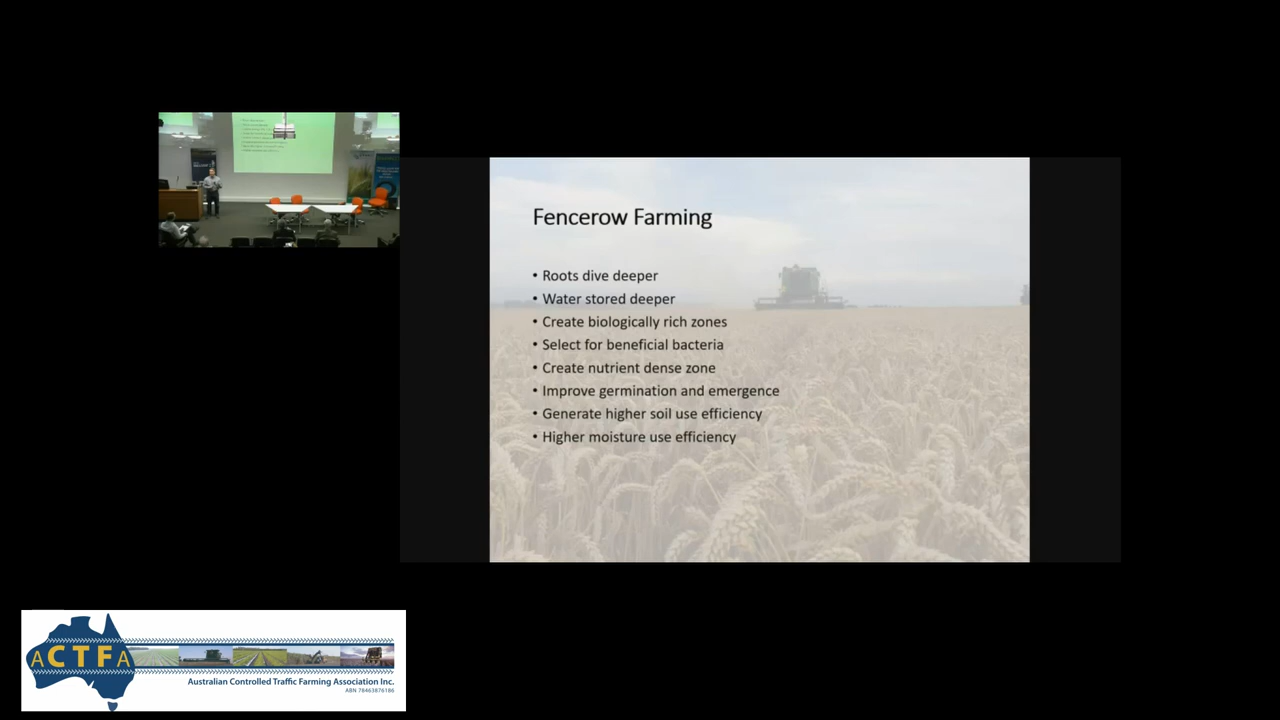 Fencerow Farming
• Roots dive deeper
• Water stored deeper
• Create biologically rich zones
• Select for beneficial bacteria
• Create nutrient dense zone
• Improve germination and emergence
• Generate higher soil use efficiency
• Higher moisture use efficiency
ACTFA
Australian Controlled Traffic Farming Association Inc.
ABN 78463876186